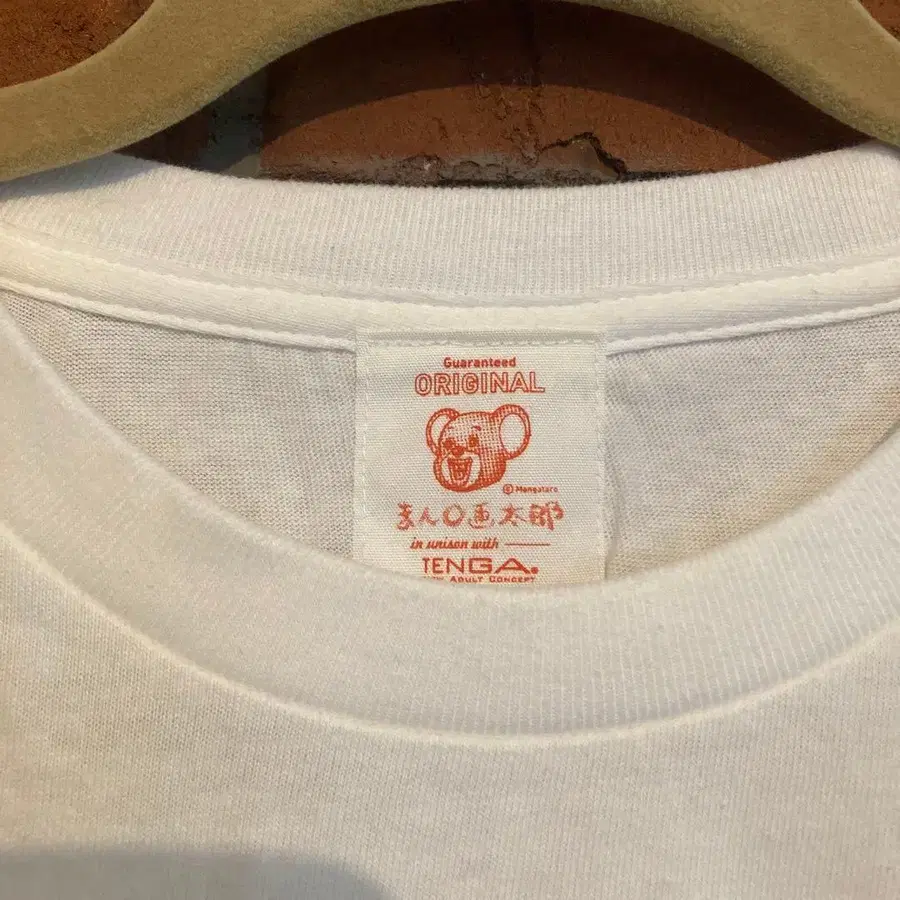 Guaranteed
ORIGINAL
© Mangataro
まん○画太郎
in unison with
TENGA.
ADULT CONCEPT